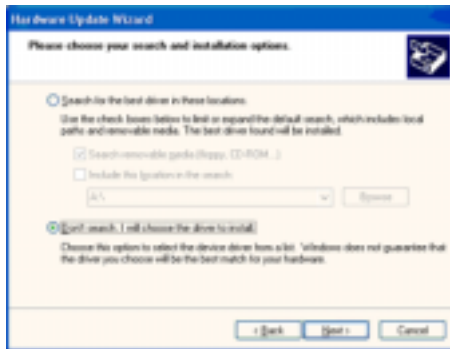 Hardware Update Wizard
Please choose your search and installation options.
Search for the best driver in these locations.
Use the check boxes below to limit or expand the default search, which includes local
paths and removable media. The best driver found will be installed.
Search removable media (floppy, CD-ROM...)
Include this location in the search:
A:\
Browse
Don't search. I will choose the driver to install.
Choose this option to select the device driver from a list. Windows does not guarantee that
the driver you choose will be the best match for your hardware.
< Back
Next >
Cancel